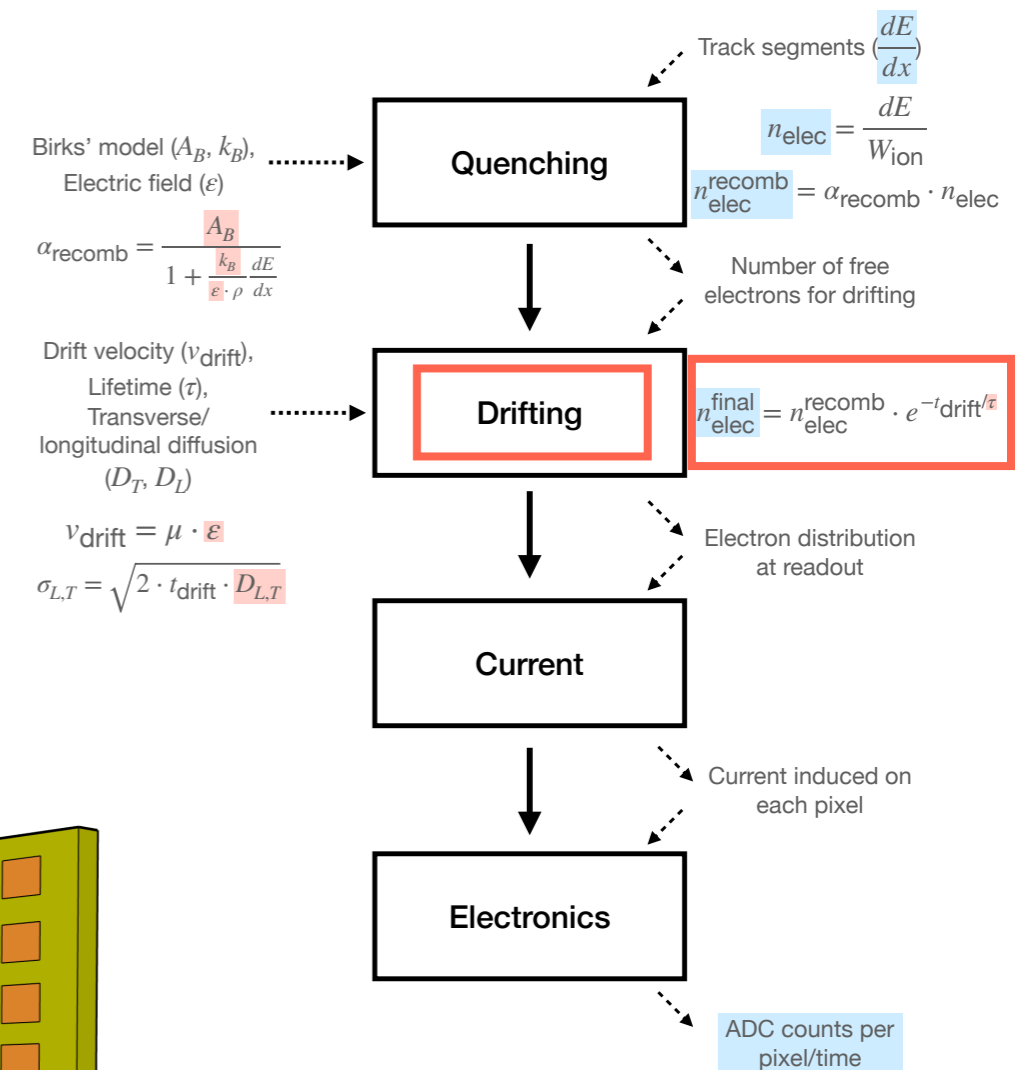 Track segments (dE/dx)
n_elec = dE/W_ion
n_elec^recomb = α_recomb · n_elec
Birks' model (A_B, k_B),
Electric field (ε)
α_recomb = A_B / (1 + k_B/(ε · ρ) dE/dx)
Quenching
Number of free
electrons for drifting
Drift velocity (v_drift),
Lifetime (τ),
Transverse/
longitudinal diffusion
(D_T, D_L)
v_drift = μ · ε
σ_L,T = √(2 · t_drift · D_L,T)
Drifting
n_elec^final = n_elec^recomb · e^(−t_drift/τ)
Electron distribution
at readout
Current
Current induced on
each pixel
Electronics
ADC counts per
pixel/time